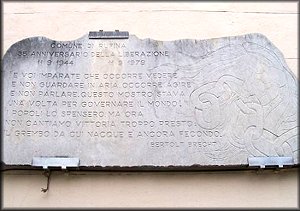 COMUNE DI RUFINA
35 ANNIVERSARIO DELLA LIBERAZIONE
11 9 1944 11 9 1979
E VOI IMPARATE CHE OCCORRE VEDERE
E NON GUARDARE IN ARIA OCCORRE AGIRE
E NON PARLARE. QUESTO MOSTRO STAVA
UNA VOLTA PER GOVERNARE IL MONDO.
I POPOLI LO SPENSERO, MA ORA
NON CANTIAMO VITTORIA TROPPO PRESTO
IL GREMBO DA CUI NACQUE E ANCORA FECONDO.
BERTOLT BRECHT